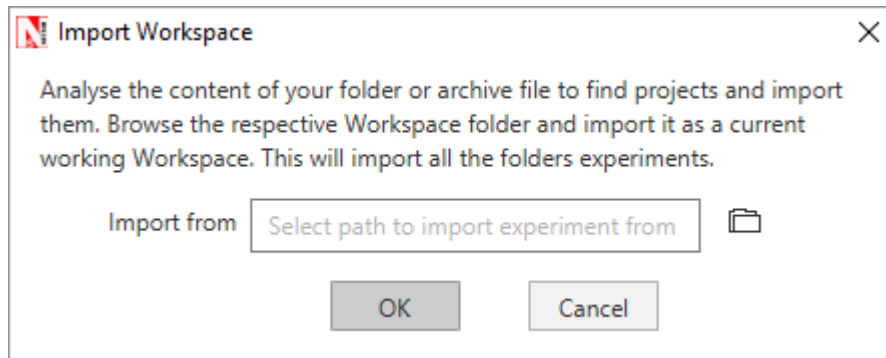 Import Workspace
Analyse the content of your folder or archive file to find projects and import
them. Browse the respective Workspace folder and import it as a current
working Workspace. This will import all the folders experiments.
Import from
Select path to import experiment from
OK
Cancel